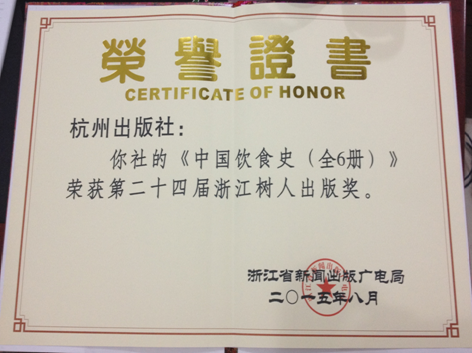 榮譽證書
CERTIFICATE OF HONOR
杭州出版社：
你社的《中国饮食史（全6册）》
荣获第二十四届浙江树人出版奖。
浙江省新闻出版广电局
二〇一五年八月